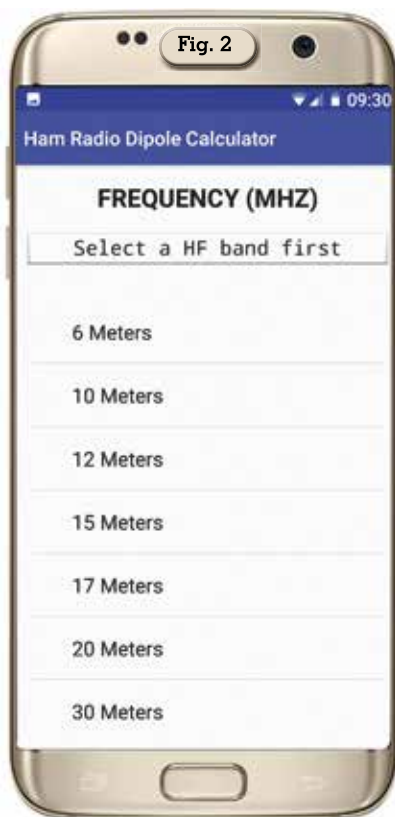 Fig. 2
09:30
Ham Radio Dipole Calculator
FREQUENCY (MHZ)
Select a HF band first
6 Meters
10 Meters
12 Meters
15 Meters
17 Meters
20 Meters
30 Meters